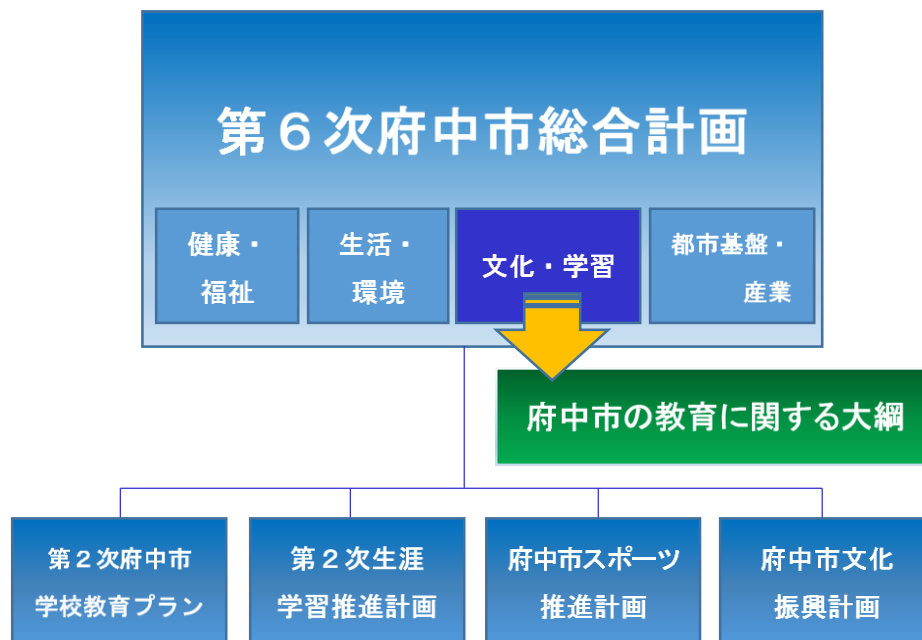 第６次府中市総合計画
健康・
福祉
生活・
環境
文化・学習
都市基盤・
産業
府中市の教育に関する大綱
第２次府中市
学校教育プラン
第２次生涯
学習推進計画
府中市スポーツ
推進計画
府中市文化
振興計画